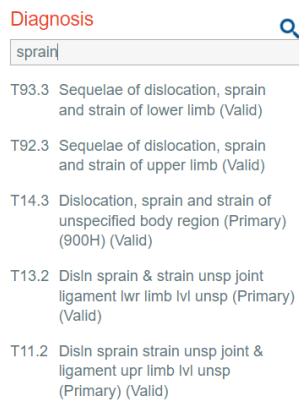 Diagnosis
sprain
T93.3 Sequelae of dislocation, sprain
and strain of lower limb (Valid)
T92.3 Sequelae of dislocation, sprain
and strain of upper limb (Valid)
T14.3 Dislocation, sprain and strain of
unspecified body region (Primary)
(900H) (Valid)
T13.2 Disln sprain & strain unsp joint
ligament lwr limb lvl unsp (Primary)
(Valid)
T11.2 Disln sprain strain unsp joint &
ligament upr limb lvl unsp
(Primary) (Valid)